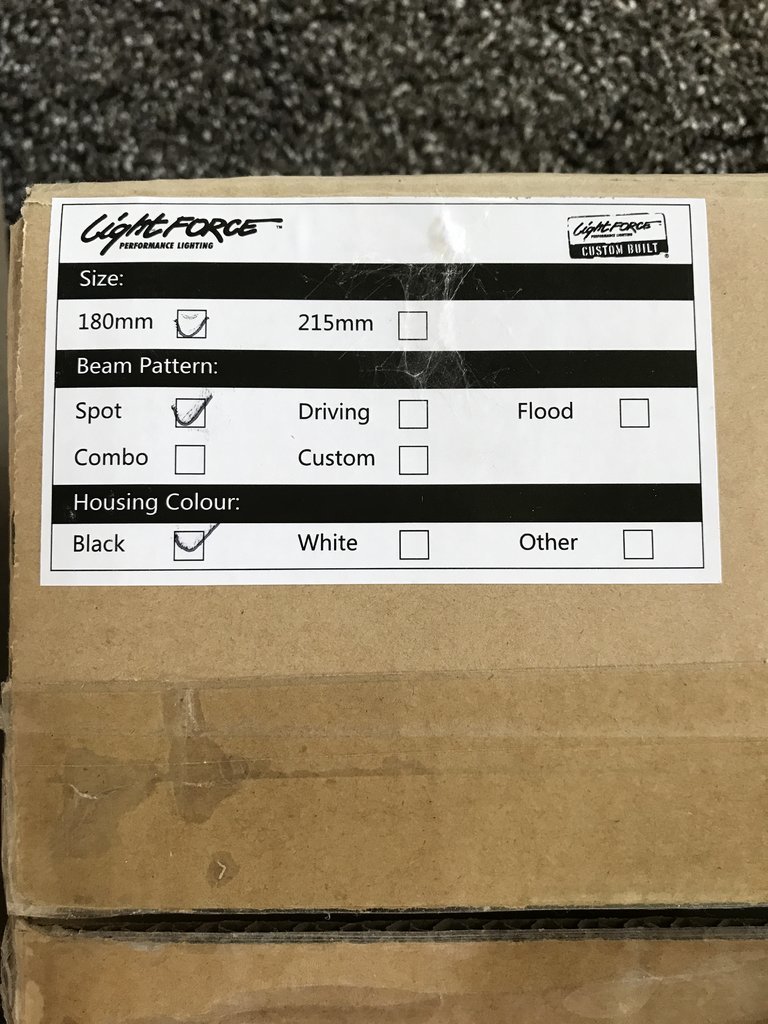 LightFORCE™
PERFORMANCE LIGHTING
LightFORCE
PERFORMANCE LIGHTING
CUSTOM BUILT®
Size:
180mm 215mm
Beam Pattern:
Spot Driving Flood
Combo Custom
Housing Colour:
Black White Other